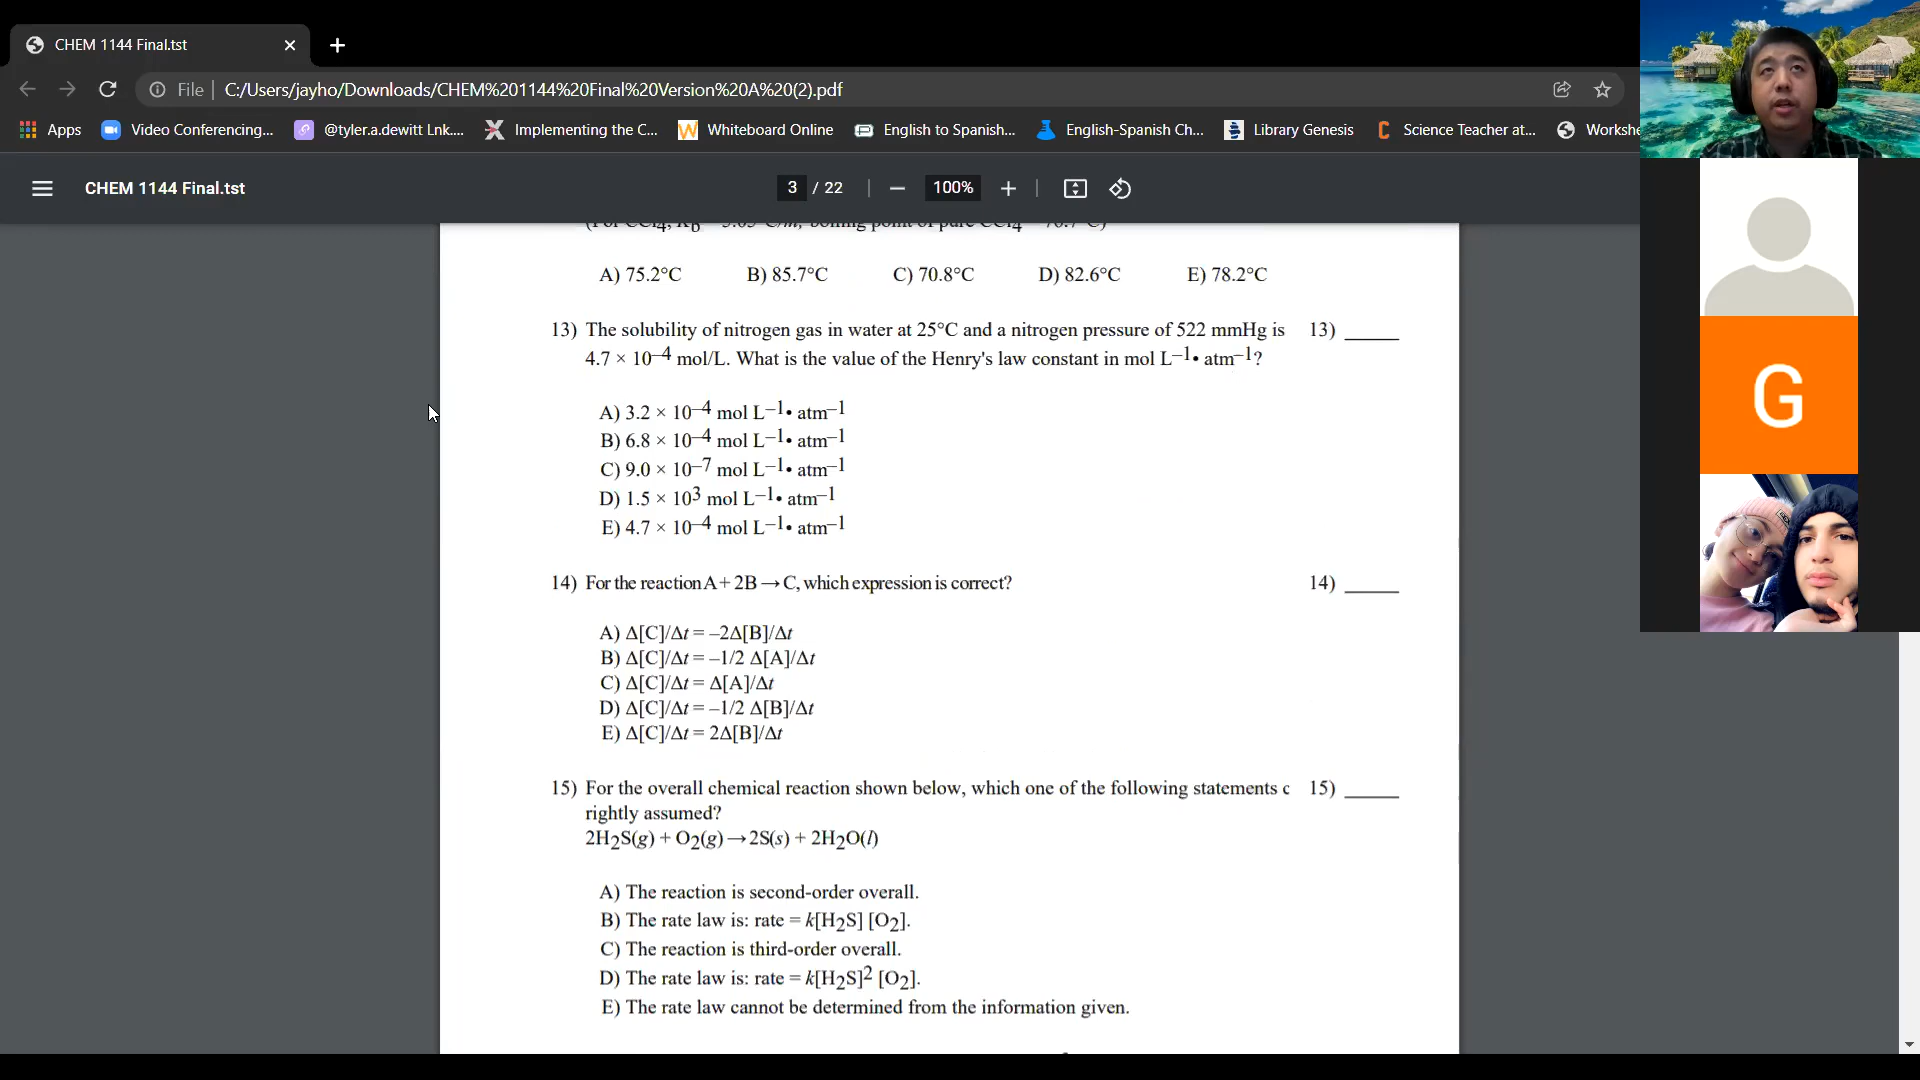 CHEM 1144 Final.tst
File
C:/Users/jayho/Downloads/CHEM%201144%20Final%20Version%20A%20(2).pdf
Apps Video Conferencing... @tyler.a.dewitt Lnk.... Implementing the C... Whiteboard Online English to Spanish... English-Spanish Ch... Library Genesis Science Teacher at... Workshe
CHEM 1144 Final.tst 3 / 22 100%
A) 75.2°C B) 85.7°C C) 70.8°C D) 82.6°C E) 78.2°C
13) The solubility of nitrogen gas in water at 25°C and a nitrogen pressure of 522 mmHg is 13) ______
4.7 × 10⁻⁴ mol/L. What is the value of the Henry's law constant in mol L⁻¹• atm⁻¹?
A) 3.2 × 10⁻⁴ mol L⁻¹• atm⁻¹
B) 6.8 × 10⁻⁴ mol L⁻¹• atm⁻¹
C) 9.0 × 10⁻⁷ mol L⁻¹• atm⁻¹
D) 1.5 × 10³ mol L⁻¹• atm⁻¹
E) 4.7 × 10⁻⁴ mol L⁻¹• atm⁻¹
14) For the reaction A + 2B → C, which expression is correct? 14) ______
A) Δ[C]/Δt = –2Δ[B]/Δt
B) Δ[C]/Δt = –1/2 Δ[A]/Δt
C) Δ[C]/Δt = Δ[A]/Δt
D) Δ[C]/Δt = –1/2 Δ[B]/Δt
E) Δ[C]/Δt = 2Δ[B]/Δt
15) For the overall chemical reaction shown below, which one of the following statements c 15) ______
rightly assumed?
2H₂S(g) + O₂(g) → 2S(s) + 2H₂O(l)
A) The reaction is second-order overall.
B) The rate law is: rate = k[H₂S] [O₂].
C) The reaction is third-order overall.
D) The rate law is: rate = k[H₂S]² [O₂].
E) The rate law cannot be determined from the information given.
G